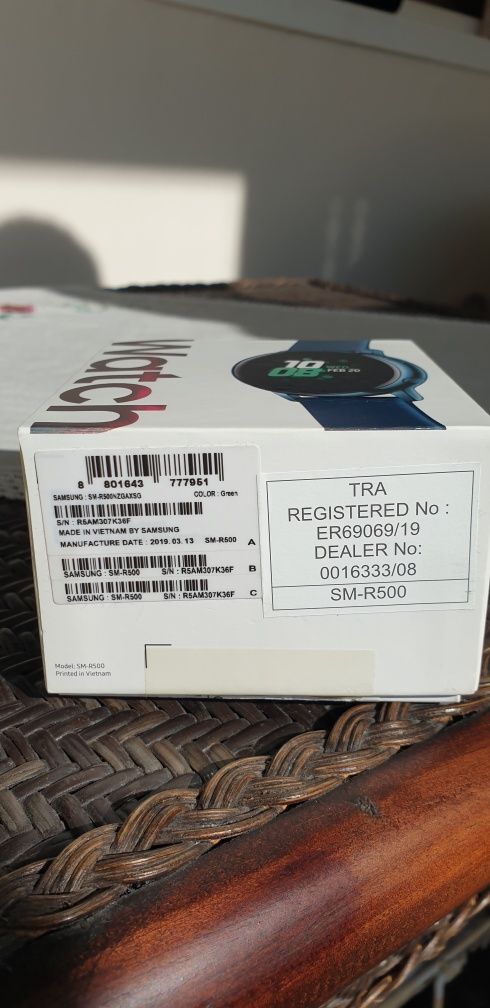 Watch
10
08
FEB 20
8 801643 777951
SAMSUNG : SM-R500NZGAXSG COLOR : Green
S/N : R5AM307K36F
MADE IN VIETNAM BY SAMSUNG
MANUFACTURE DATE : 2019.03.13 SM-R500 A
SAMSUNG : SM-R500 S/N : R5AM307K36F B
SAMSUNG : SM-R500 S/N : R5AM307K36F C
TRA
REGISTERED No :
ER69069/19
DEALER No:
0016333/08
SM-R500
Model: SM-R500
Printed in Vietnam